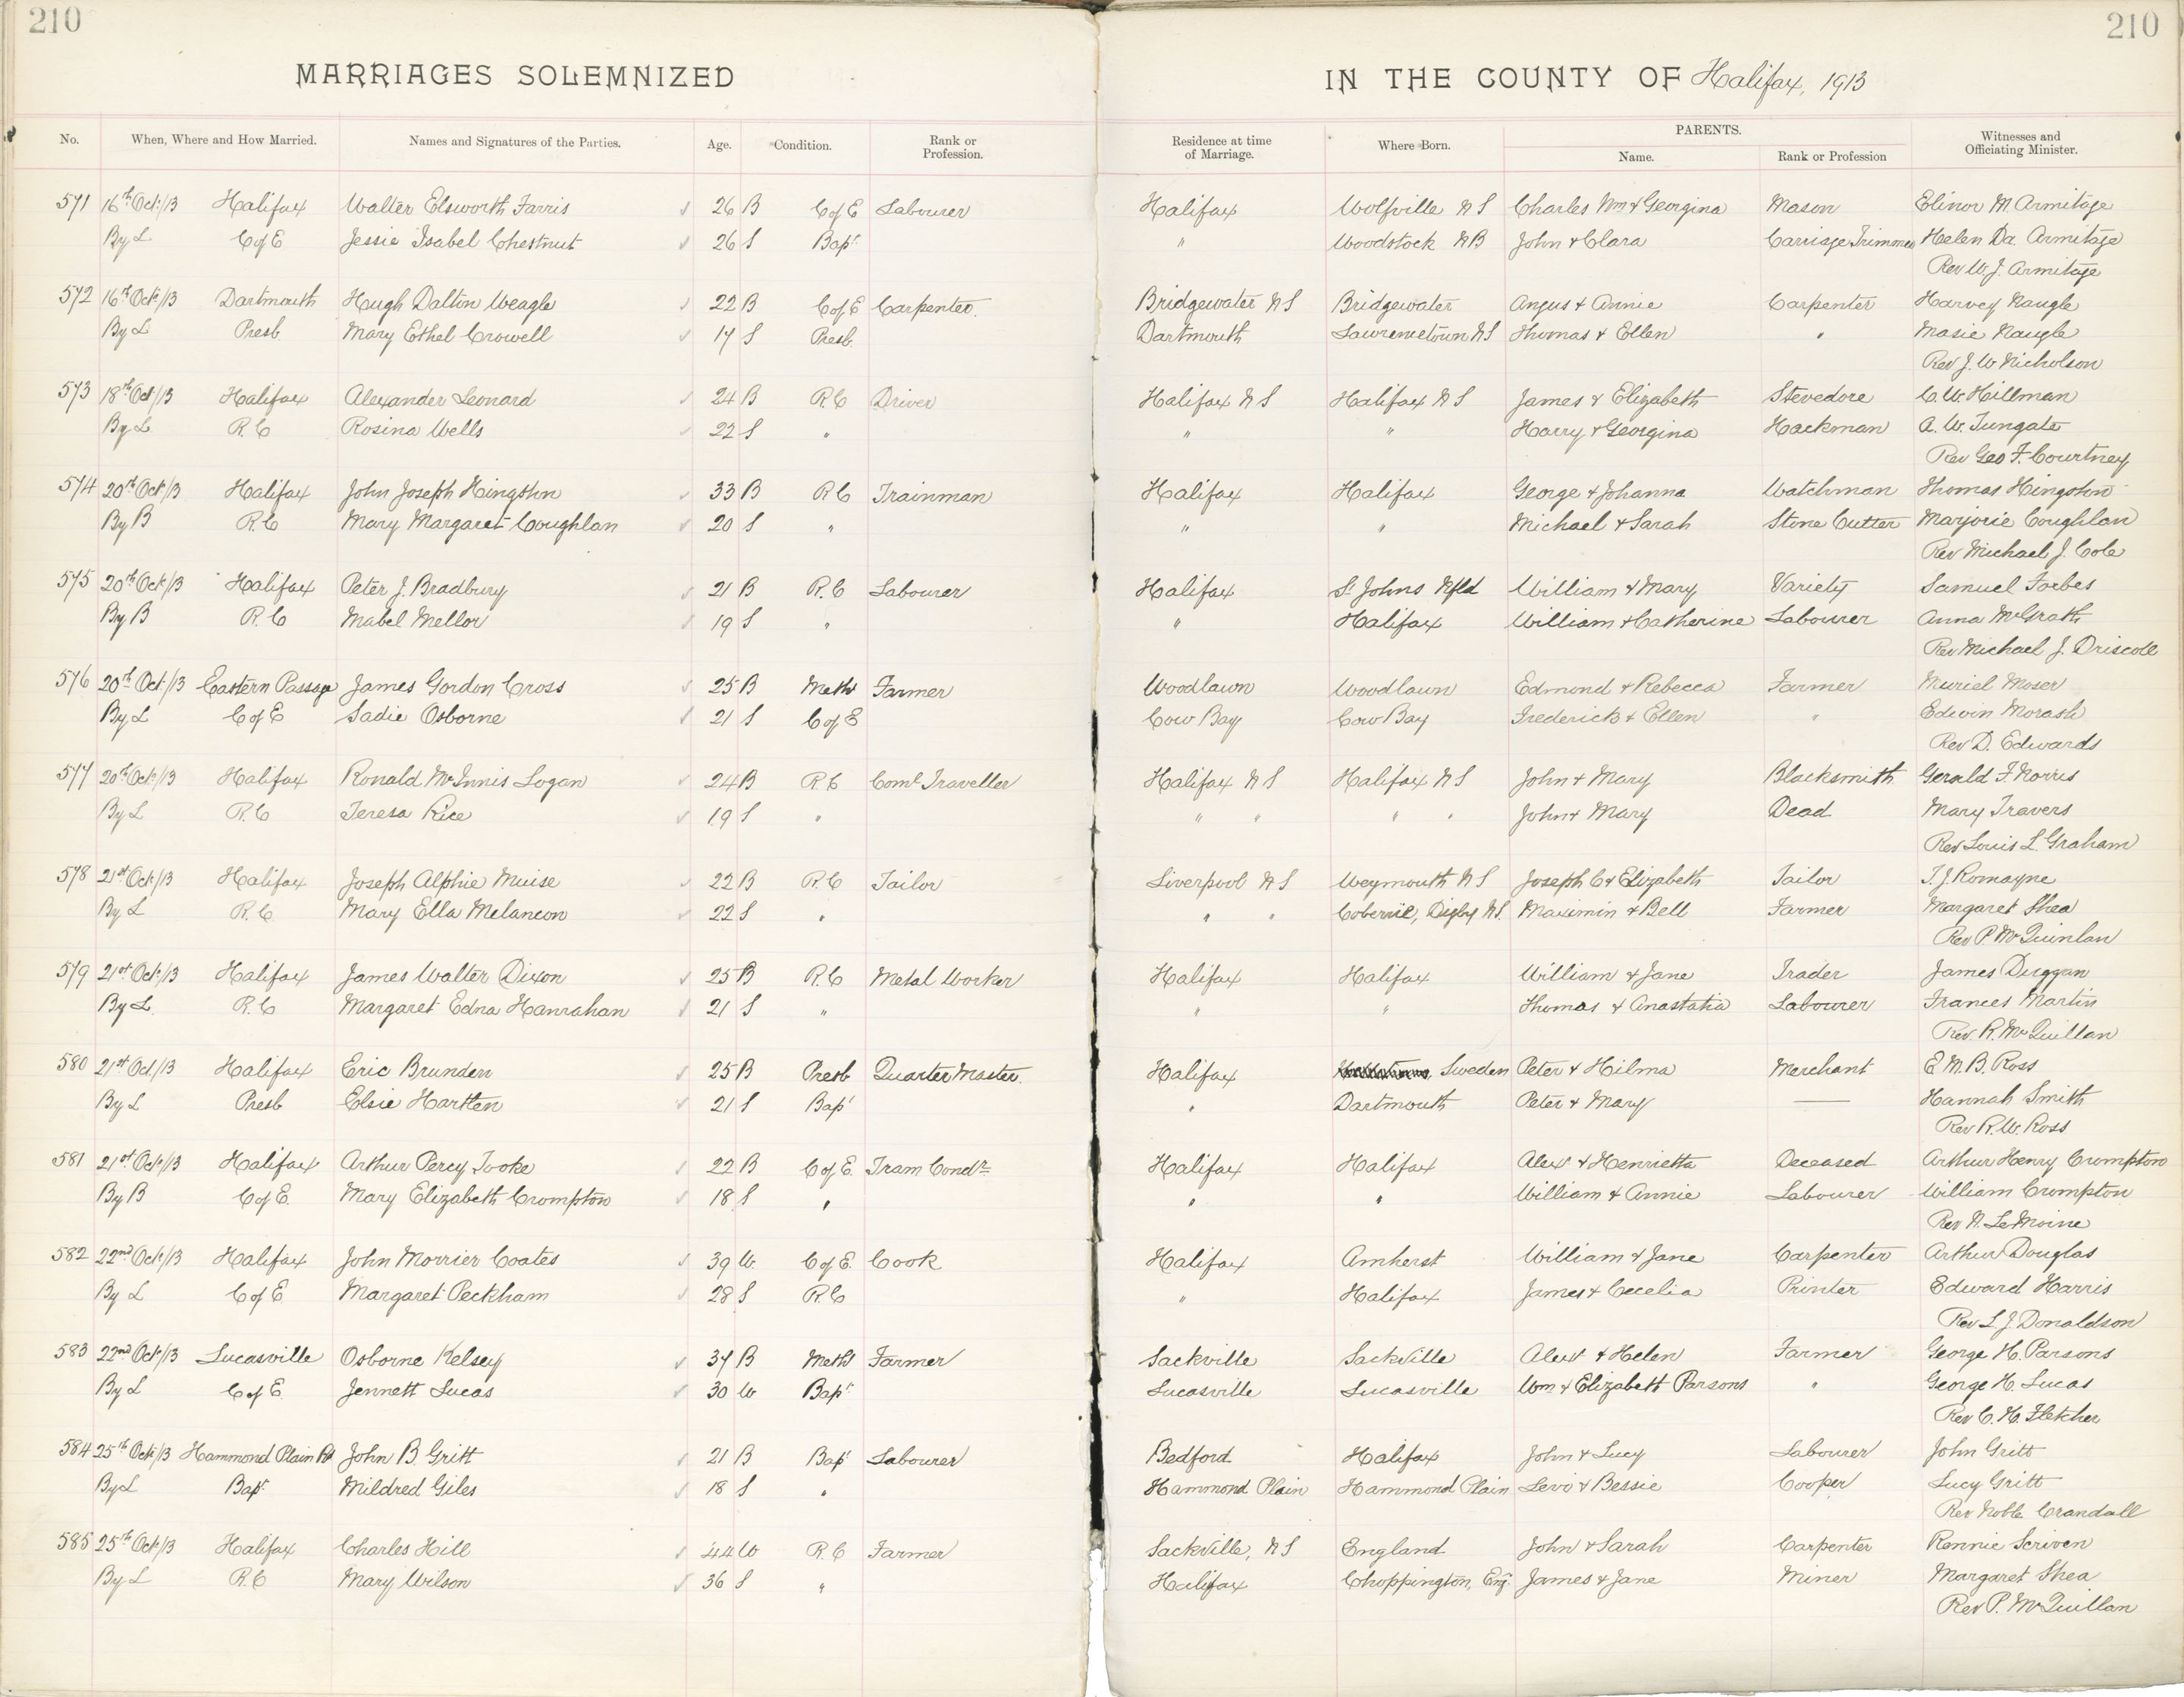 210 210
MARRIAGES SOLEMNIZED IN THE COUNTY OF Halifax, 1913
No. When, Where and How Married. Names and Signatures of the Parties. Age. Condition. Rank or Profession. Residence at time of Marriage. Where Born. PARENTS. Name. Rank or Profession Witnesses and Officiating Minister.
571 16th Oct/13 Halifax Walter Elsworth Farris 26 B C of E Labourer Halifax Wolfville N S Charles Wm & Georgina Mason Elinor M. Armitage
By L C of E Jessie Isabel Chestnut 26 S Bapt " Woodstock N B John & Clara Carriage Trimmer Helen Da. Armitage
Rev W. J. Armitage
572 16th Oct/13 Dartmouth Hugh Dalton Weagle 22 B C of E Carpenter. Bridgewater N S Bridgewater Angus & Annie Carpenter Harvey Naugle
By L Presb Mary Ethel Crowell 17 S Presb Dartmouth Lawrencetown N S Thomas & Ellen " Masie Naugle
Rev J. W Nicholson
573 18th Oct/13 Halifax Alexander Leonard 24 B R. C Driver Halifax N S Halifax N S James & Elizabeth Stevedore C. W. Hillman
By L R. C Rosina Wells 22 S " " " Harry & Georgina Hackman A. W. Tungate
Rev Geo F. Courtney
574 20th Oct/13 Halifax John Joseph Hingston 33 B R C Trainman Halifax Halifax George & Johanna Watchman Thomas Hingston
By B R. C Mary Margaret Coughlan 20 S " " " Michael & Sarah Stone Cutter Marjorie Coughlan
Rev Michael J. Cole
575 20th Oct/13 Halifax Peter J. Bradbury 21 B R. C Labourer Halifax St Johns Nfld William & Mary Variety Samuel Forbes
By B R. C Mabel Mellor 19 S " " Halifax William & Catherine Labourer Anna McGrath
Rev Michael J. Driscoll
576 20th Oct/13 Eastern Passage James Gordon Cross 25 B Meth Farmer Woodlawn Woodlawn Edmond & Rebecca Farmer Muriel Moser
By L C of E Sadie Osborne 21 S C of E Cow Bay Cow Bay Frederick & Ellen " Edwin Morash
Rev D. Edwards
577 20th Oct/13 Halifax Ronald McInnis Logan 24 B R. C Coml Traveller Halifax N S Halifax N S John & Mary Blacksmith Gerald F. Norris
By L R. C Teresa Rice 19 S " " " " " John & Mary Dead Mary Travers
Rev Louis L. Graham
578 21st Oct/13 Halifax Joseph Alphie Muise 22 B R. C Tailor Liverpool N S Weymouth N S Joseph C & Elizabeth Tailor T. J. Romayne
By L R. C Mary Ella Melancon 22 S " " " Digby N S. Maximin & Bell Farmer Margaret Shea
Rev P McQuinlan
579 21st Oct/13 Halifax James Walter Dixon 25 B R. C Metal Worker Halifax Halifax William & Jane Trader James Duggan
By L. R. C Margaret Edna Hanrahan 21 S " " " Thomas & Anastatia Labourer Frances Martin
Rev. R. McQuillan
580 21st Oct/13 Halifax Eric Brunden 25 B Presb Quarter Master. Halifax Sweden Peter & Hilma Merchant E. M. B. Ross
By L Presb Elsie Hartten 21 S Bapt " Dartmouth Peter & Mary — Hannah Smith
Rev R. W. Ross
581 21st Oct/13 Halifax Arthur Percy Tooke 22 B C of E. Tram Condr Halifax Halifax Alexr & Henrietta Deceased Arthur Henry Crompton
By B C of E. Mary Elizabeth Crompton 18 S " " " William & Annie Labourer William Crompton
Rev N. LeMoine
582 22nd Oct/13 Halifax John Morrier Coates 39 W. C of E. Cook Halifax Amherst William & Jane Carpenter Arthur Douglas
By L C of E Margaret Peckham 28 S R. C " Halifax James & Cecelia Printer Edward Harris
Rev L. J. Donaldson
583 22nd Oct/13 Lucasville Osborne Kelsey 37 B Meth Farmer Sackville Sackville Alexr & Helen Farmer George H. Parsons
By L C of E. Jennett Lucas 30 W Bapt Lucasville Lucasville Wm & Elizabeth Parsons " George H. Lucas
Rev C. H. Fletcher
584 25th Oct/13 Hammond Plain Rd John B. Gritt 21 B Bapt Labourer Bedford Halifax John & Lucy Labourer John Gritt
By L Bapt Mildred Giles 18 S " Hammond Plain Hammond Plain Levi & Bessie Cooper Lucy Gritt
Rev Noble Crandall
585 25th Oct/13 Halifax Charles Hill 44 W R. C Farmer Sackville, N S England John & Sarah Carpenter Rennie Scriven
By L R. C Mary Wilson 36 S " Halifax Choppington, Eng. James & Jane Miner Margaret Shea
Rev P. McQuillan